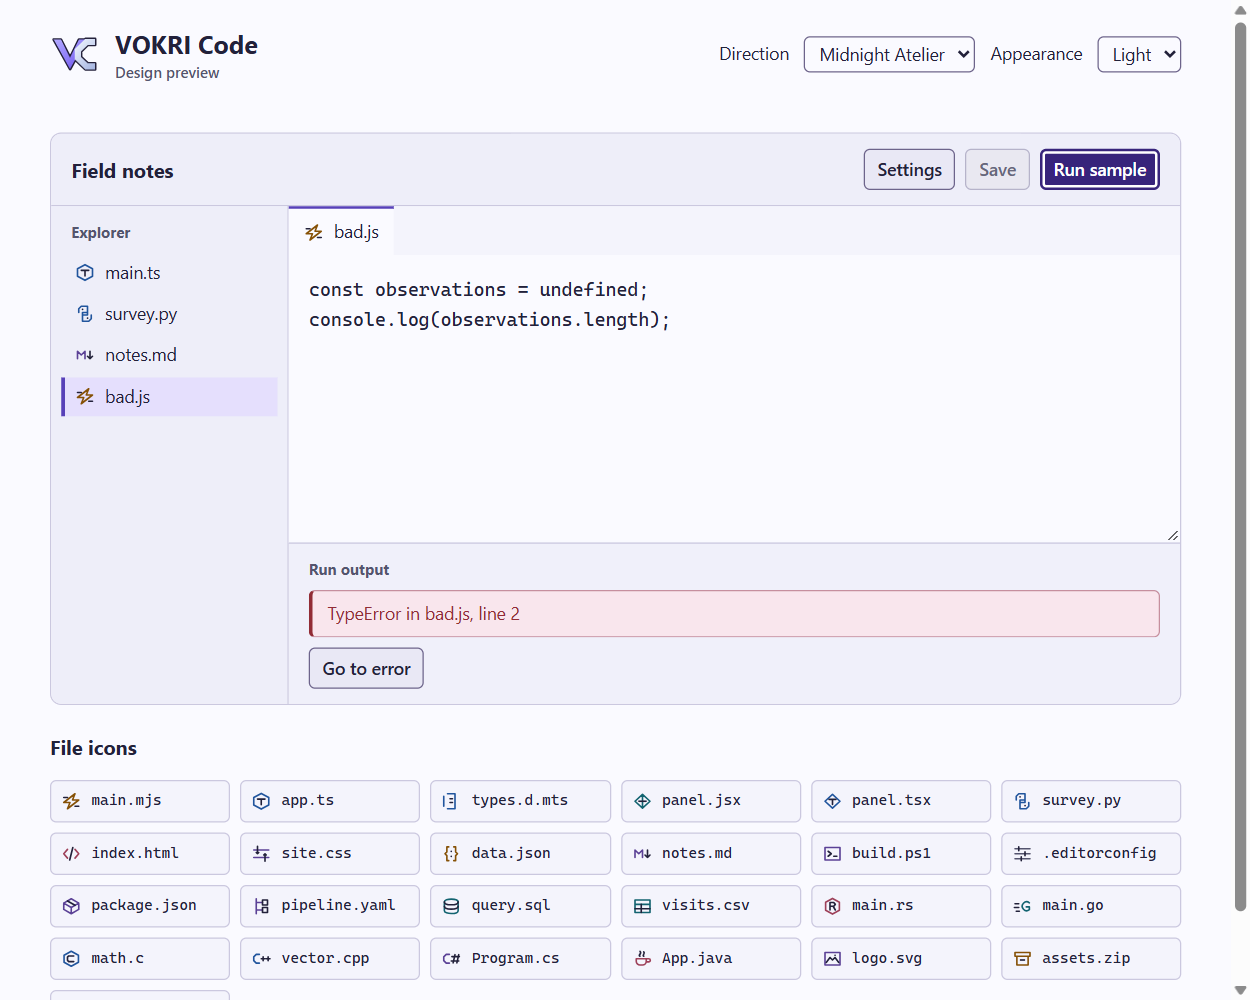 VOKRI Code
Design preview
Direction Midnight Atelier Appearance Light
Field notes Settings Save Run sample
Explorer
main.ts
survey.py
notes.md
bad.js
bad.js
const observations = undefined;
console.log(observations.length);
Run output
TypeError in bad.js, line 2
Go to error
File icons
main.mjs app.ts types.d.mts panel.jsx panel.tsx survey.py
index.html site.css data.json notes.md build.ps1 .editorconfig
package.json pipeline.yaml query.sql visits.csv main.rs main.go
math.c vector.cpp Program.cs App.java logo.svg assets.zip